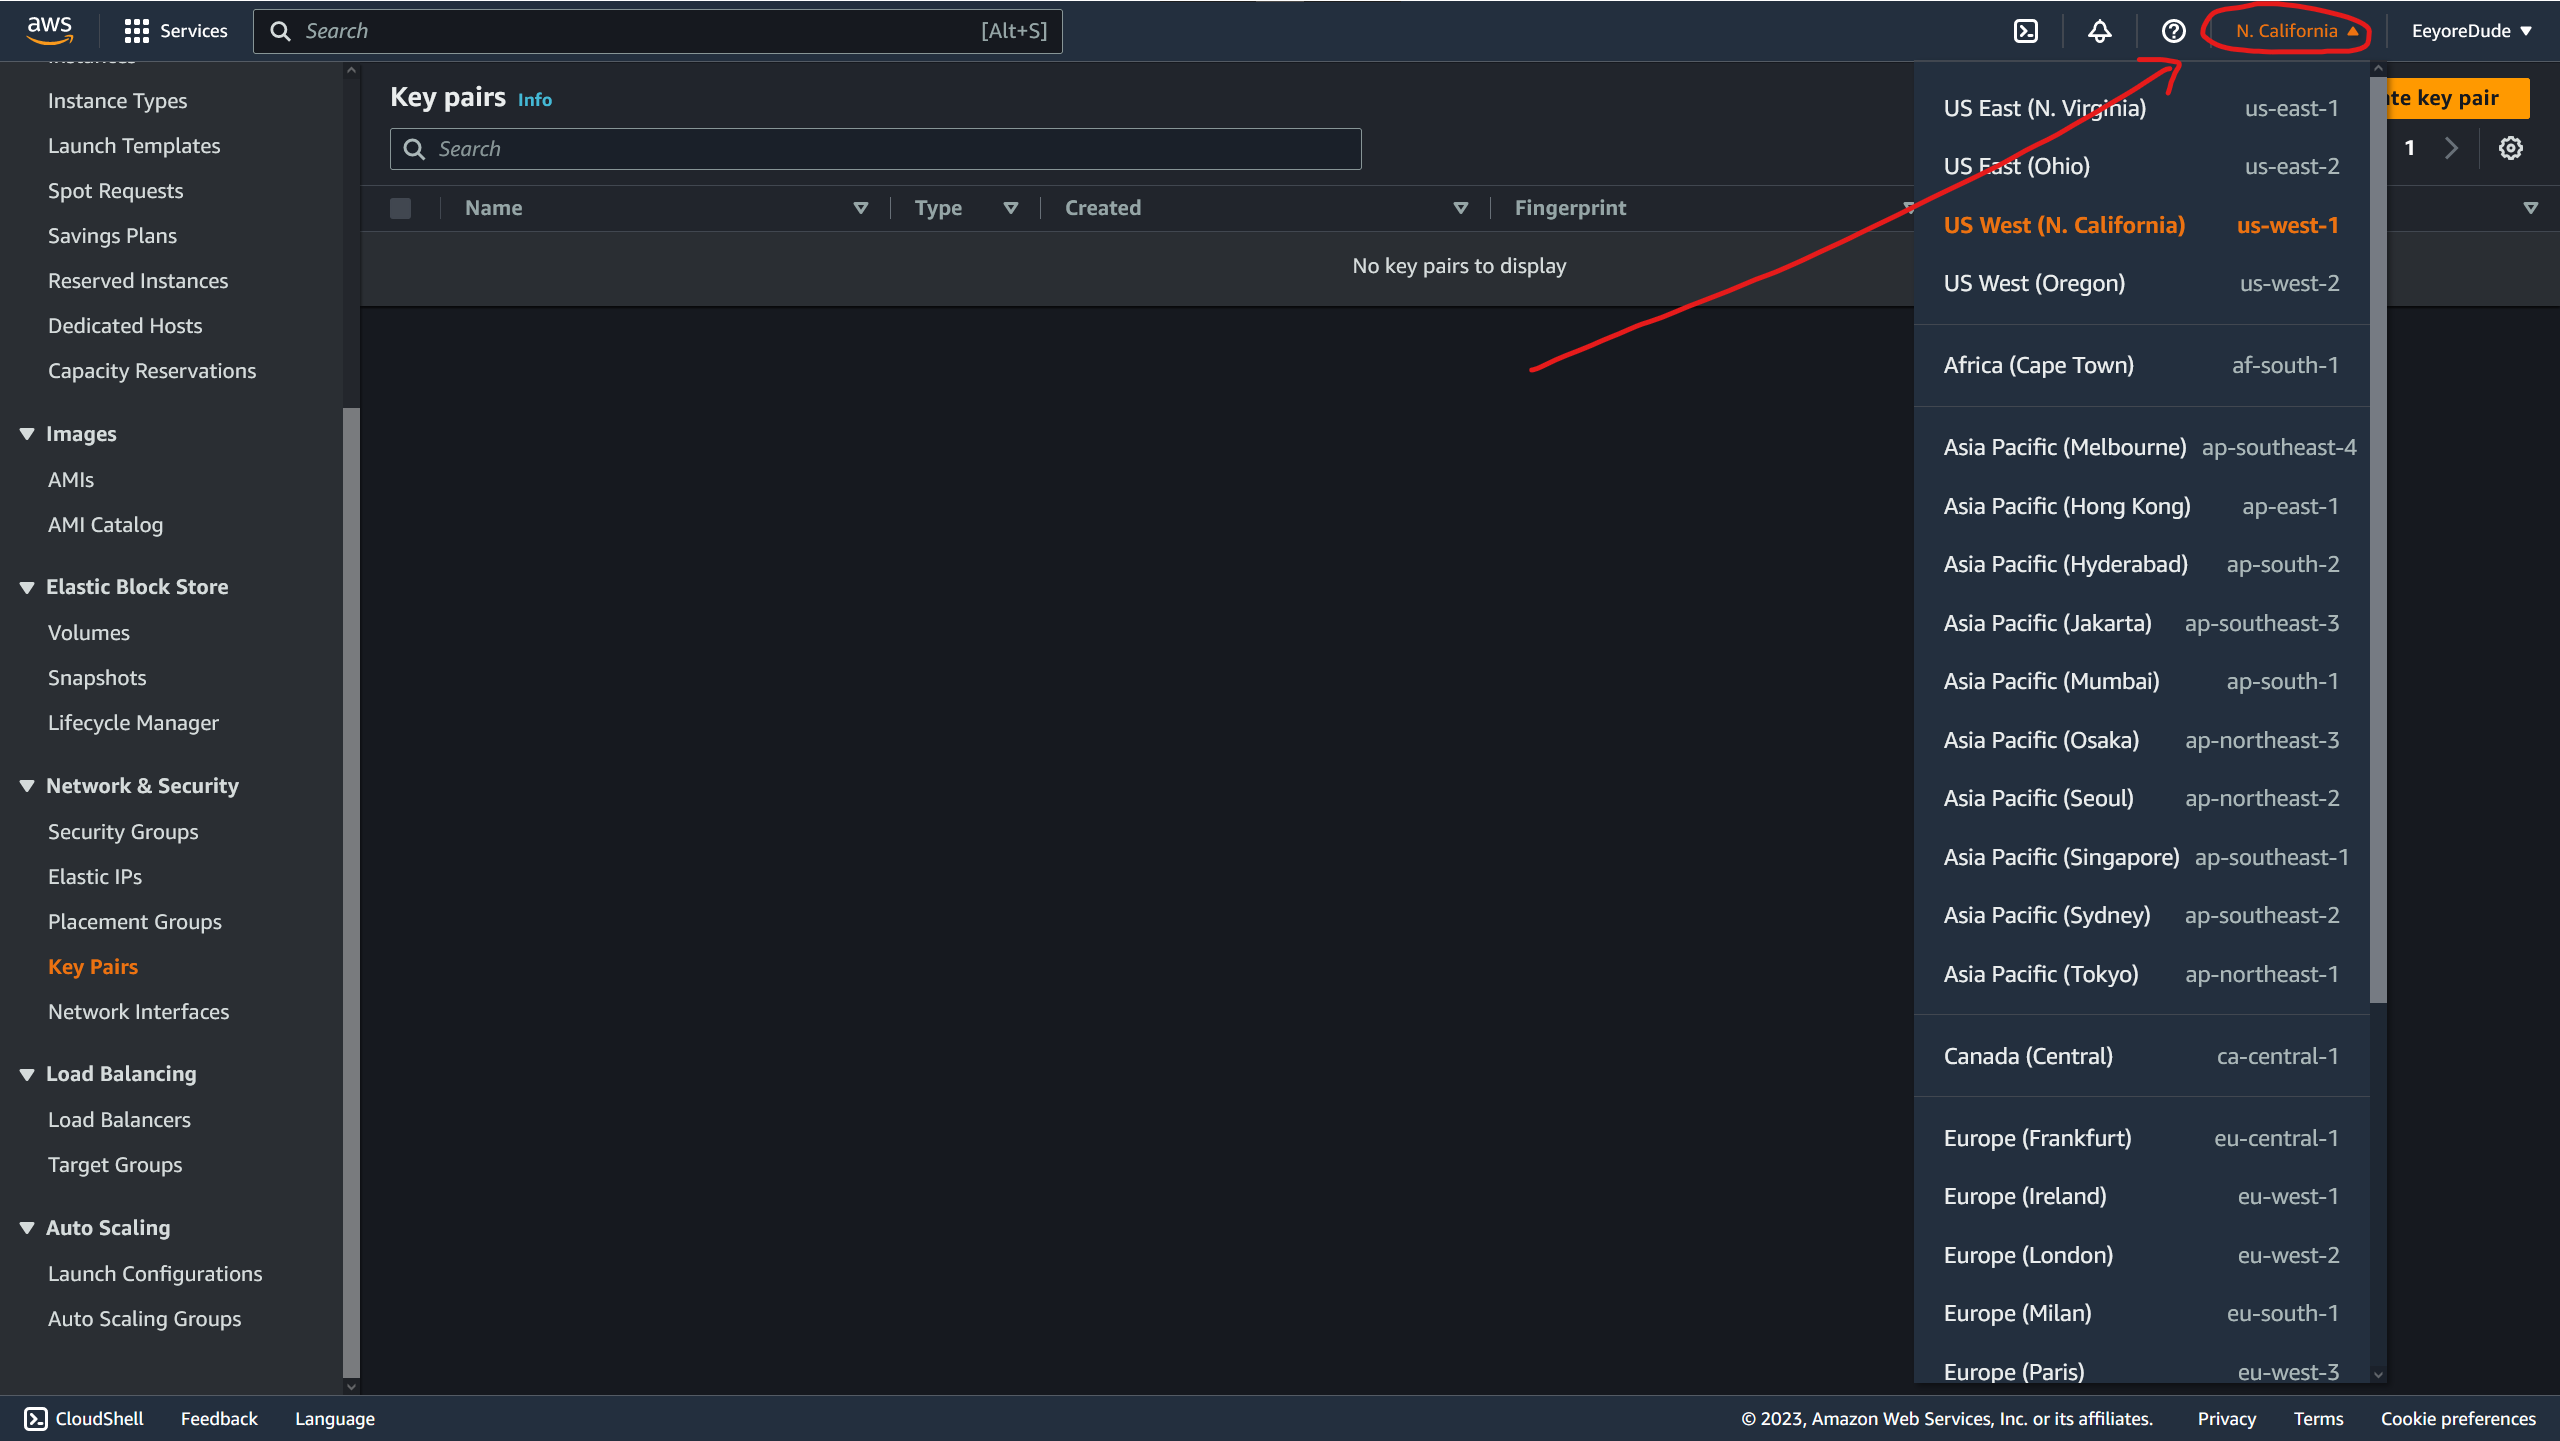 aws
Services
Search
[Alt+S]
N. California
EeyoreDude
Instances
Instance Types
Launch Templates
Spot Requests
Savings Plans
Reserved Instances
Dedicated Hosts
Capacity Reservations
Images
AMIs
AMI Catalog
Elastic Block Store
Volumes
Snapshots
Lifecycle Manager
Network & Security
Security Groups
Elastic IPs
Placement Groups
Key Pairs
Network Interfaces
Load Balancing
Load Balancers
Target Groups
Auto Scaling
Launch Configurations
Auto Scaling Groups
Key pairs Info
Search
key pair
1
Name Type Created Fingerprint
No key pairs to display
US East (N. Virginia) us-east-1
US East (Ohio) us-east-2
US West (N. California) us-west-1
US West (Oregon) us-west-2
Africa (Cape Town) af-south-1
Asia Pacific (Melbourne) ap-southeast-4
Asia Pacific (Hong Kong) ap-east-1
Asia Pacific (Hyderabad) ap-south-2
Asia Pacific (Jakarta) ap-southeast-3
Asia Pacific (Mumbai) ap-south-1
Asia Pacific (Osaka) ap-northeast-3
Asia Pacific (Seoul) ap-northeast-2
Asia Pacific (Singapore) ap-southeast-1
Asia Pacific (Sydney) ap-southeast-2
Asia Pacific (Tokyo) ap-northeast-1
Canada (Central) ca-central-1
Europe (Frankfurt) eu-central-1
Europe (Ireland) eu-west-1
Europe (London) eu-west-2
Europe (Milan) eu-south-1
Europe (Paris) eu-west-3
CloudShell Feedback Language
© 2023, Amazon Web Services, Inc. or its affiliates. Privacy Terms Cookie preferences